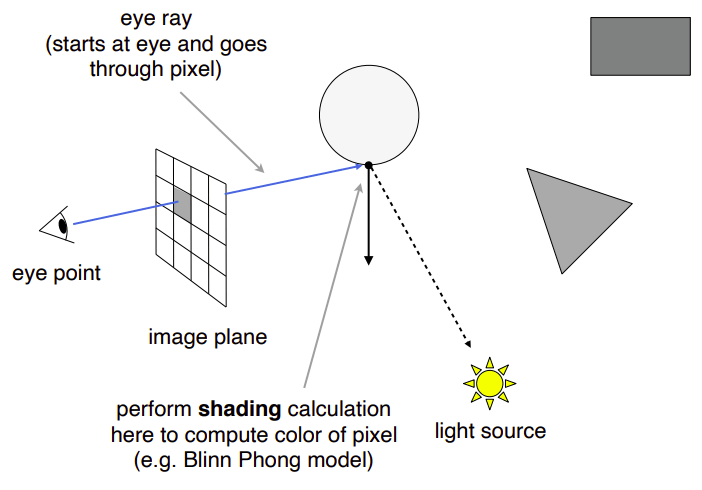 eye ray
(starts at eye and goes
through pixel)
eye point
image plane
perform shading calculation
here to compute color of pixel
(e.g. Blinn Phong model)
light source